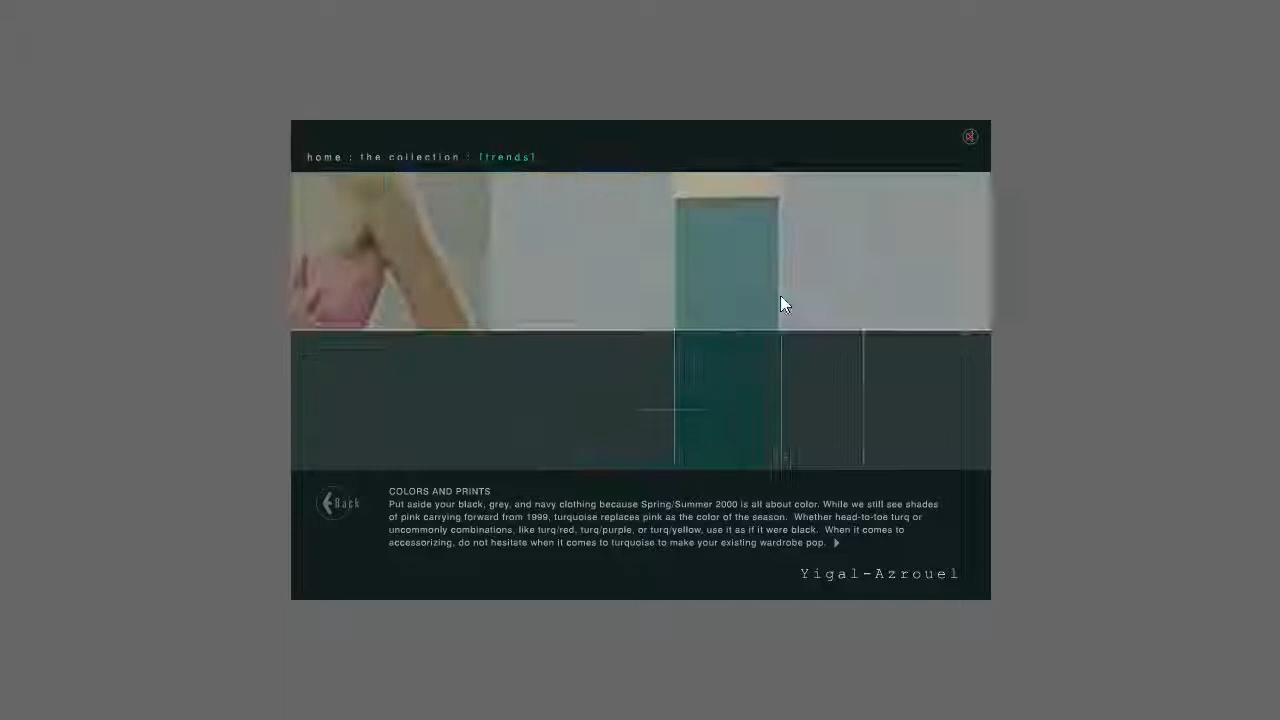 home : the collection : [trends]
COLORS AND PRINTS
Put aside your black, grey, and navy clothing because Spring/Summer 2000 is all about color. While we still see shades
of pink carrying forward from 1999, turquoise replaces pink as the color of the season. Whether head-to-toe turq or
uncommonly combinations, like turq/red, turq/purple, or turq/yellow, use it as if it were black. When it comes to
accessorizing, do not hesitate when it comes to turquoise to make your existing wardrobe pop.
Back
Yigal-Azrouel